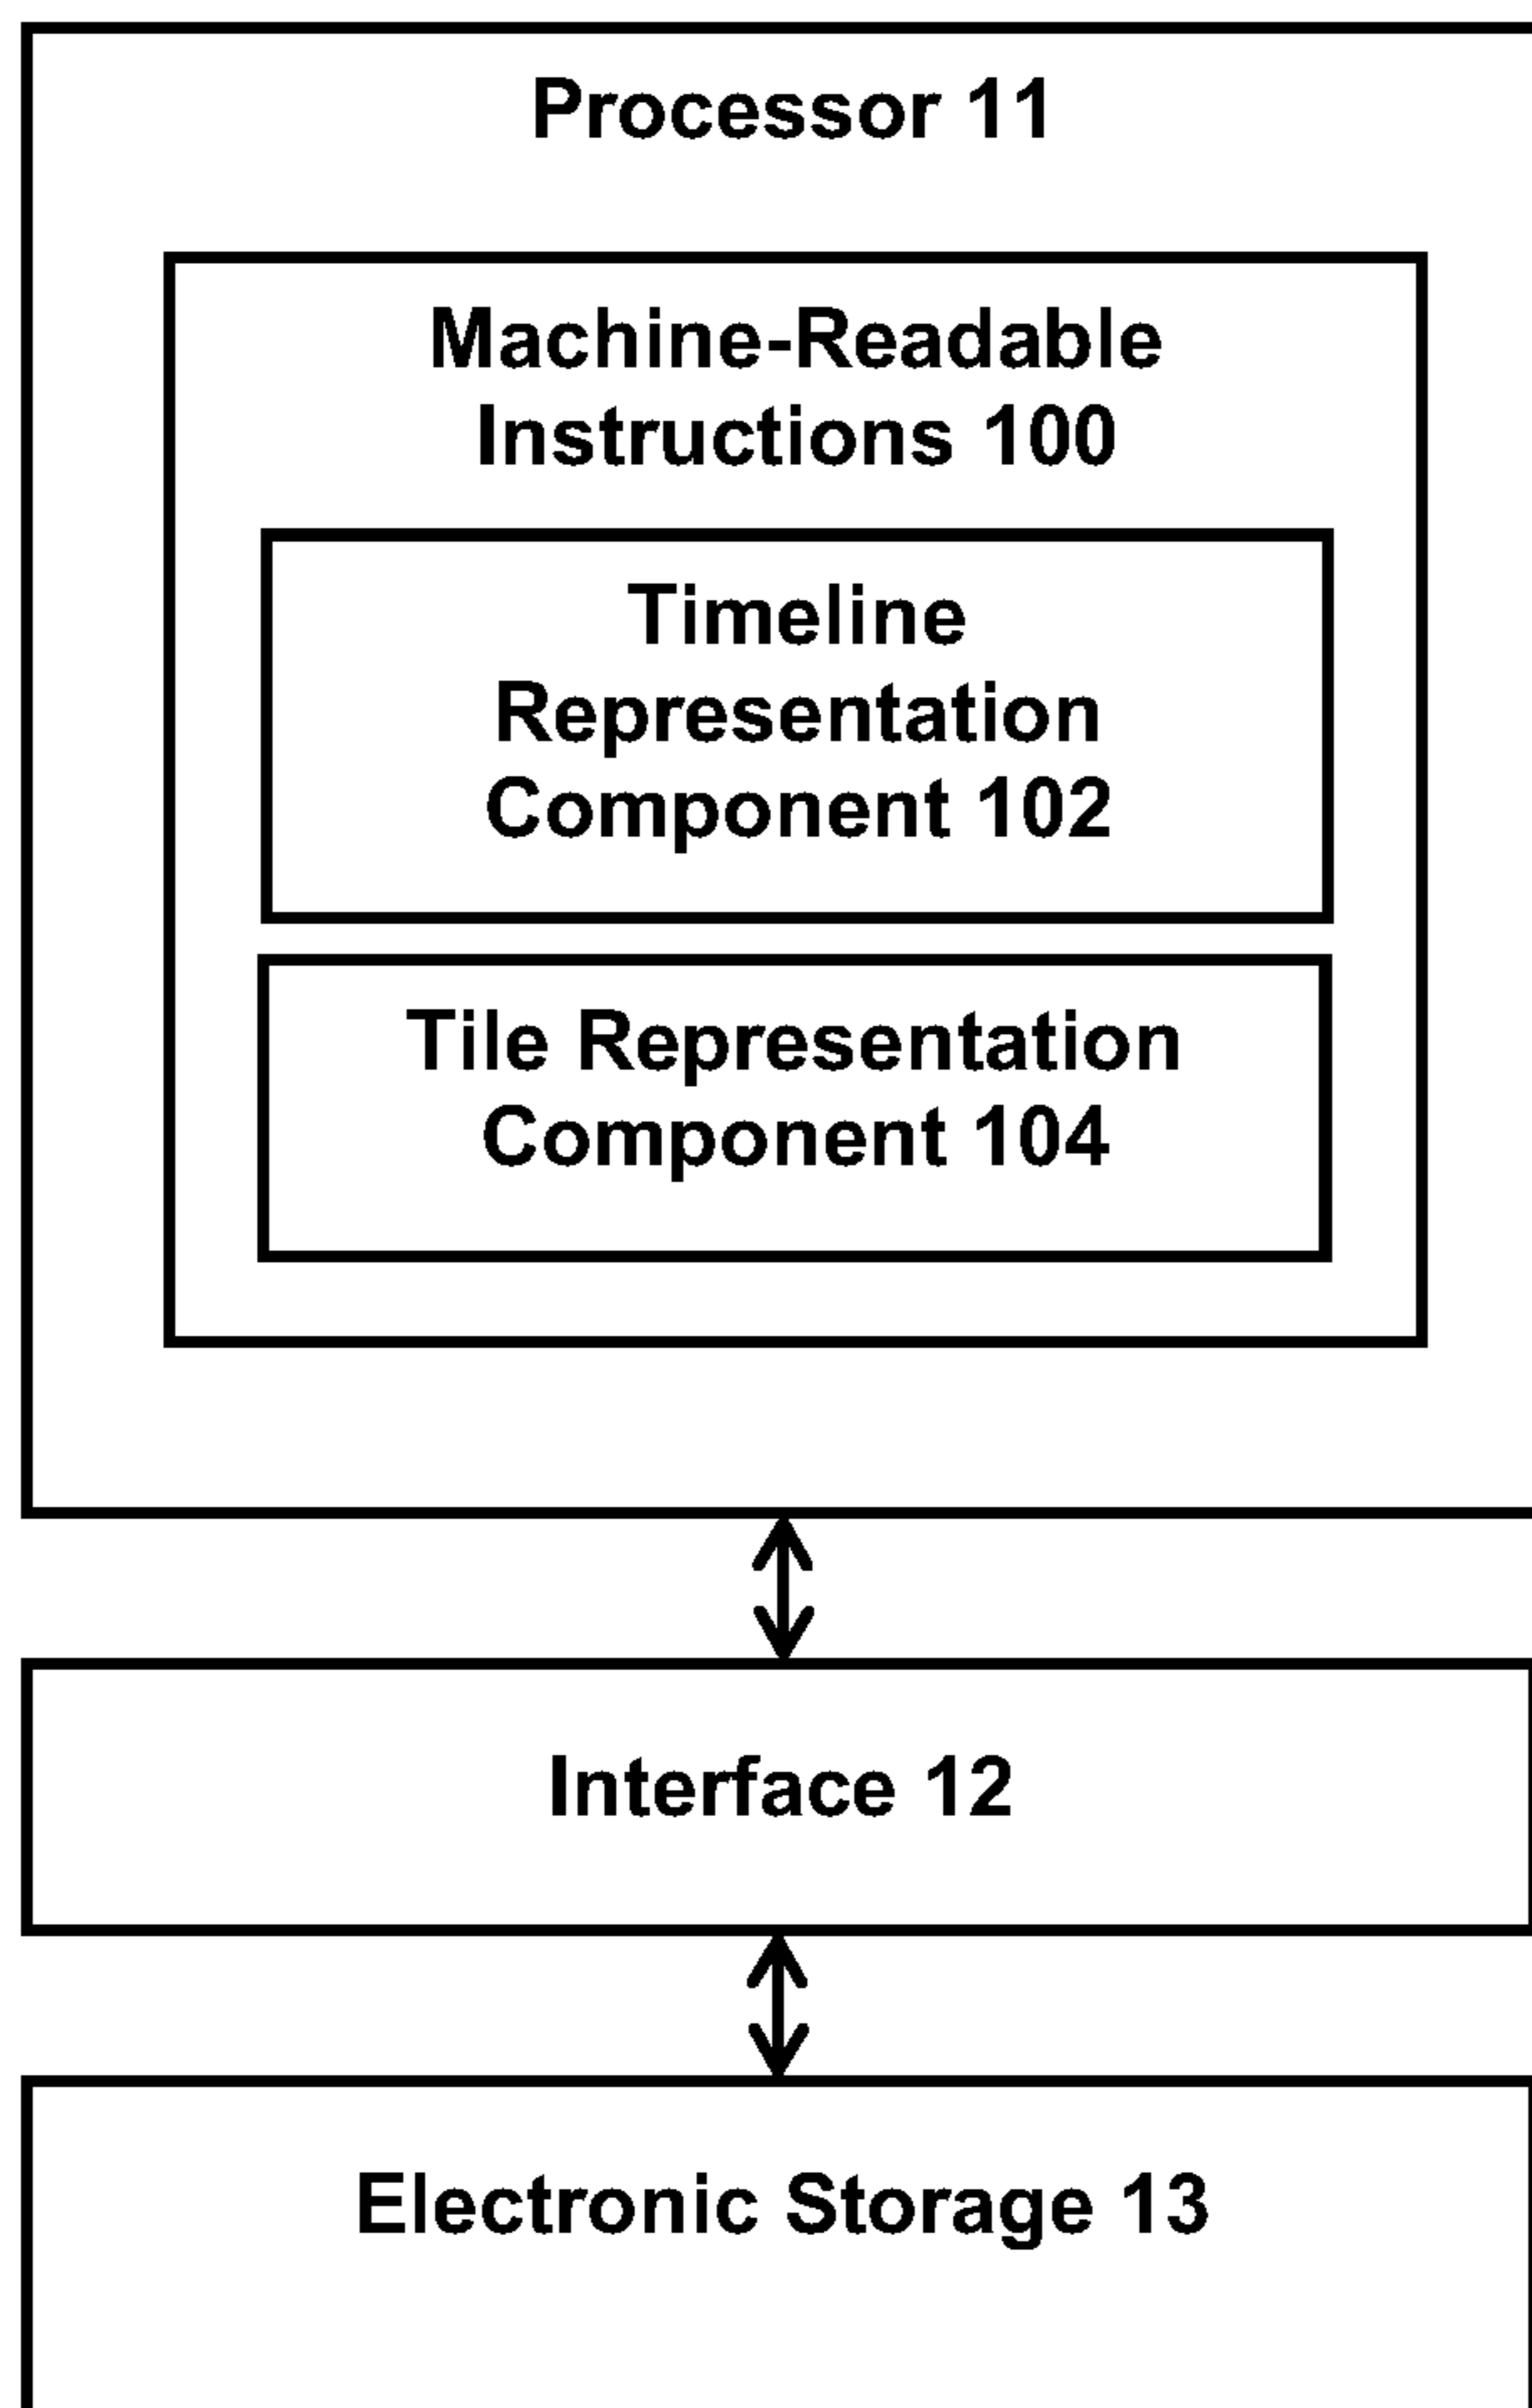 Processor 11
Machine-Readable
Instructions 100
Timeline
Representation
Component 102
Tile Representation
Component 104
Interface 12
Electronic Storage 13